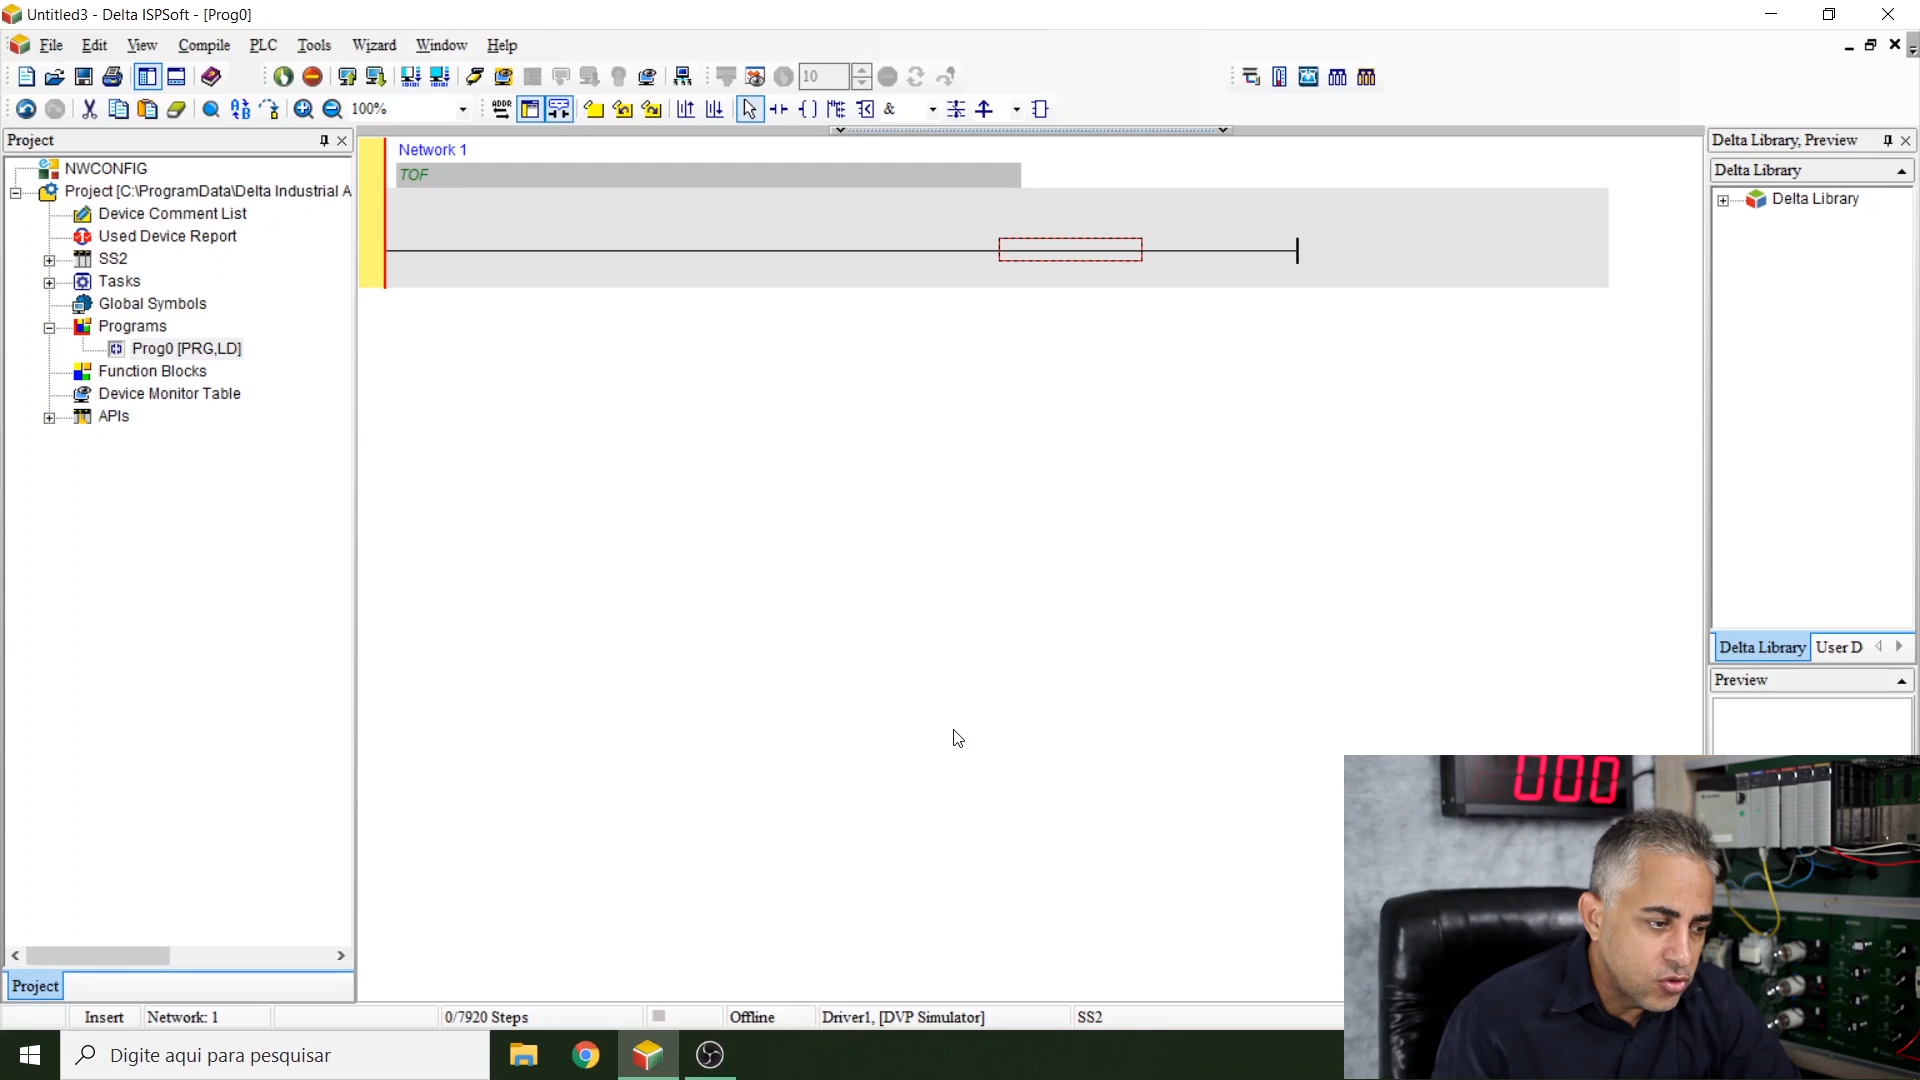 Untitled3 - Delta ISPSoft - [Prog0]
File Edit View Compile PLC Tools Wizard Window Help
10
100%
ADDR
&
Project
NWCONFIG
Project [C:\ProgramData\Delta Industrial A
Device Comment List
Used Device Report
SS2
Tasks
Global Symbols
Programs
Prog0 [PRG,LD]
Function Blocks
Device Monitor Table
APIs
Project
Network 1
TOF
Delta Library, Preview
Delta Library
Delta Library
Delta Library User D
Preview
000
Insert Network: 1 0/7920 Steps Offline Driver1, [DVP Simulator] SS2
Digite aqui para pesquisar